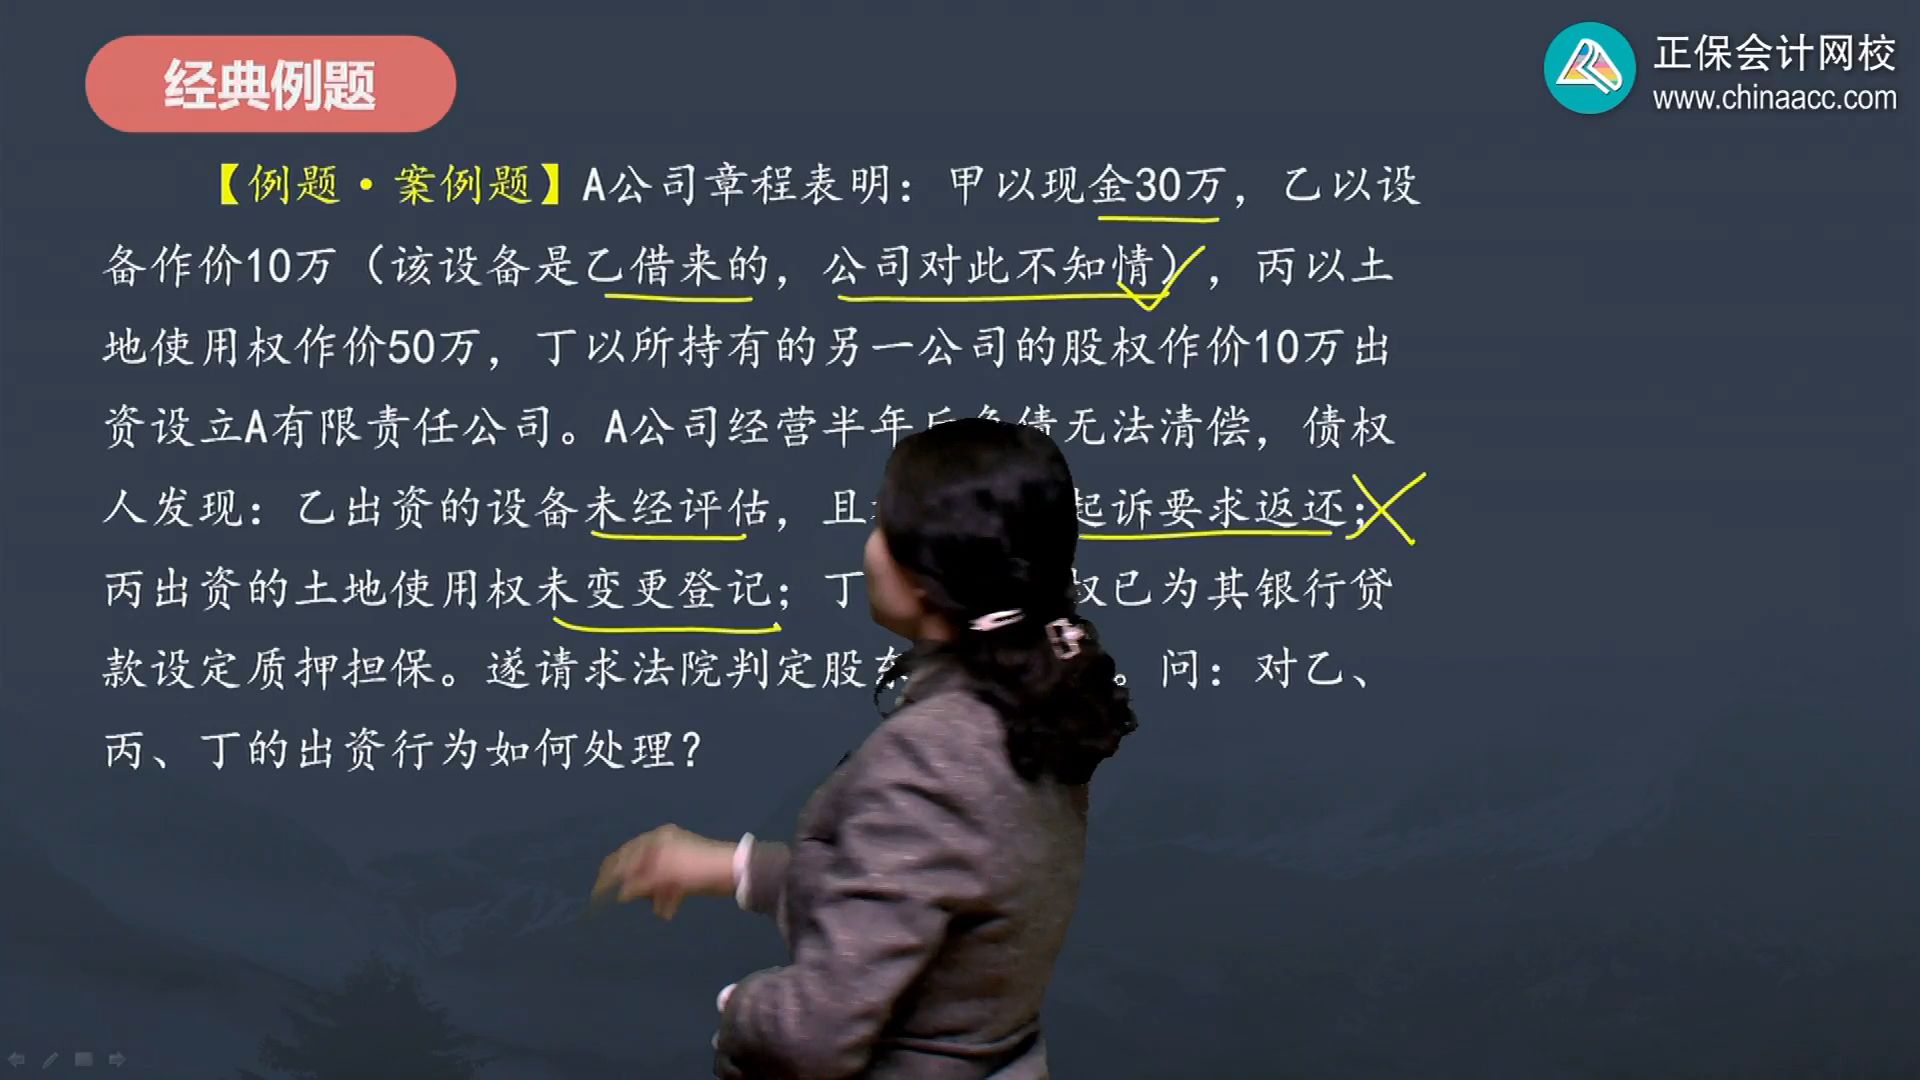 经典例题
正保会计网校
www.chinaacc.com
【例题·案例题】A公司章程表明：甲以现金30万，乙以设
备作价10万（该设备是乙借来的，公司对此不知情），丙以土
地使用权作价50万，丁以所持有的另一公司的股权作价10万出
资设立A有限责任公司。A公司经营半年后负债无法清偿，债权
人发现：乙出资的设备未经评估，且 起诉要求返还；
丙出资的土地使用权未变更登记；丁 权已为其银行贷
款设定质押担保。遂请求法院判定股东 。问：对乙、
丙、丁的出资行为如何处理？